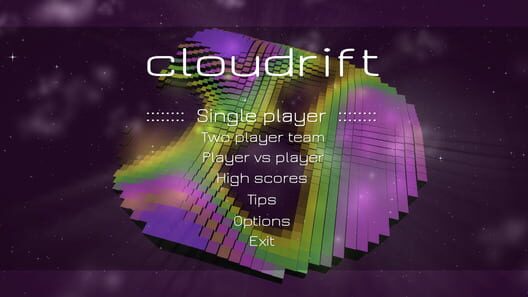 cloudrift
Single player
Two player team
Player vs player
High scores
Tips
Options
Exit